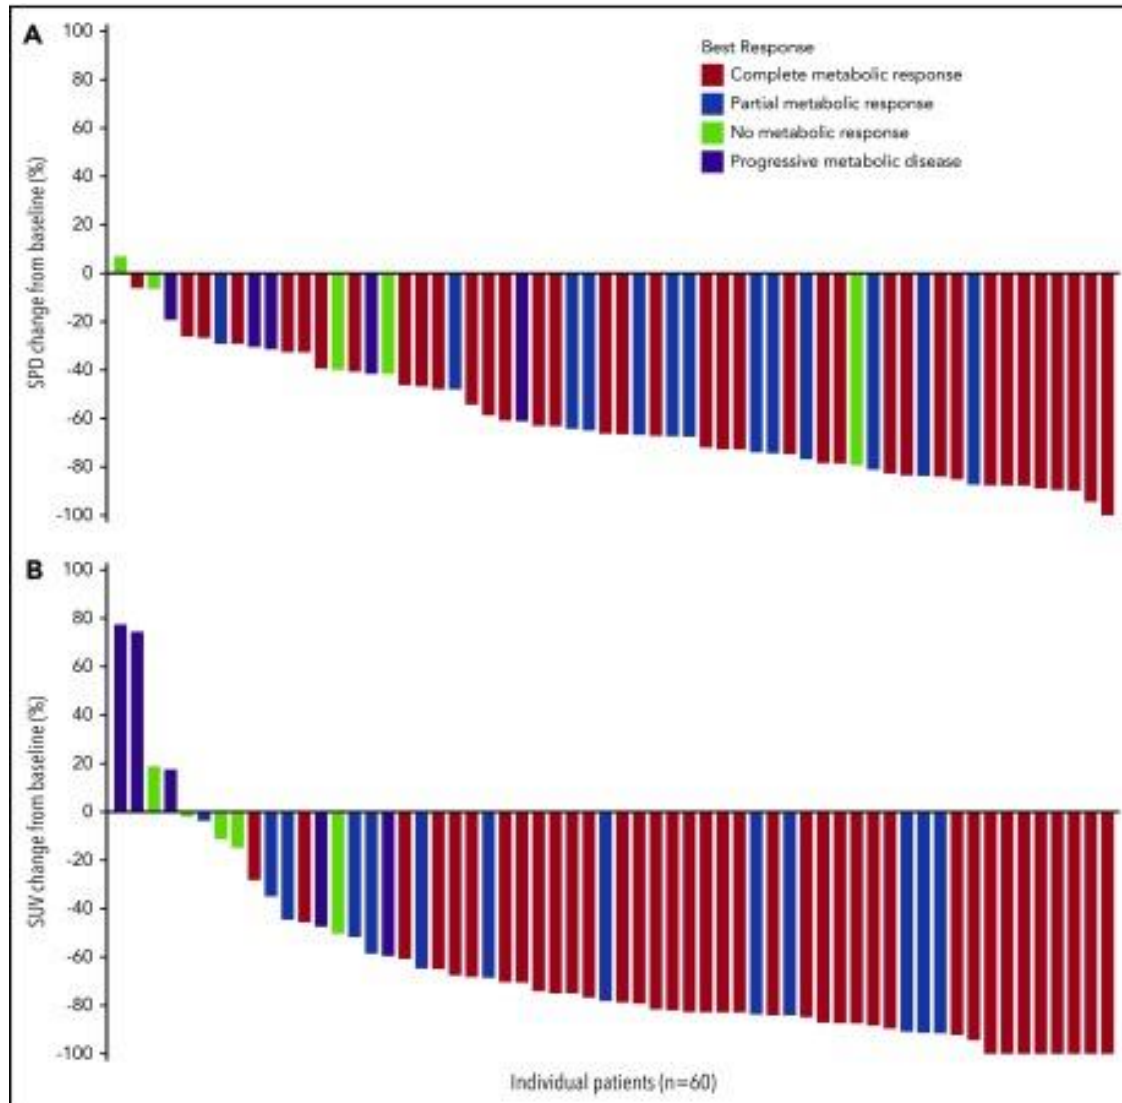 A
100
80
60
40
20
0
-20
-40
-60
-80
-100
SPD change from baseline (%)
Best Response
Complete metabolic response
Partial metabolic response
No metabolic response
Progressive metabolic disease
B
100
80
60
40
20
0
-20
-40
-60
-80
-100
SUV change from baseline (%)
Individual patients (n=60)